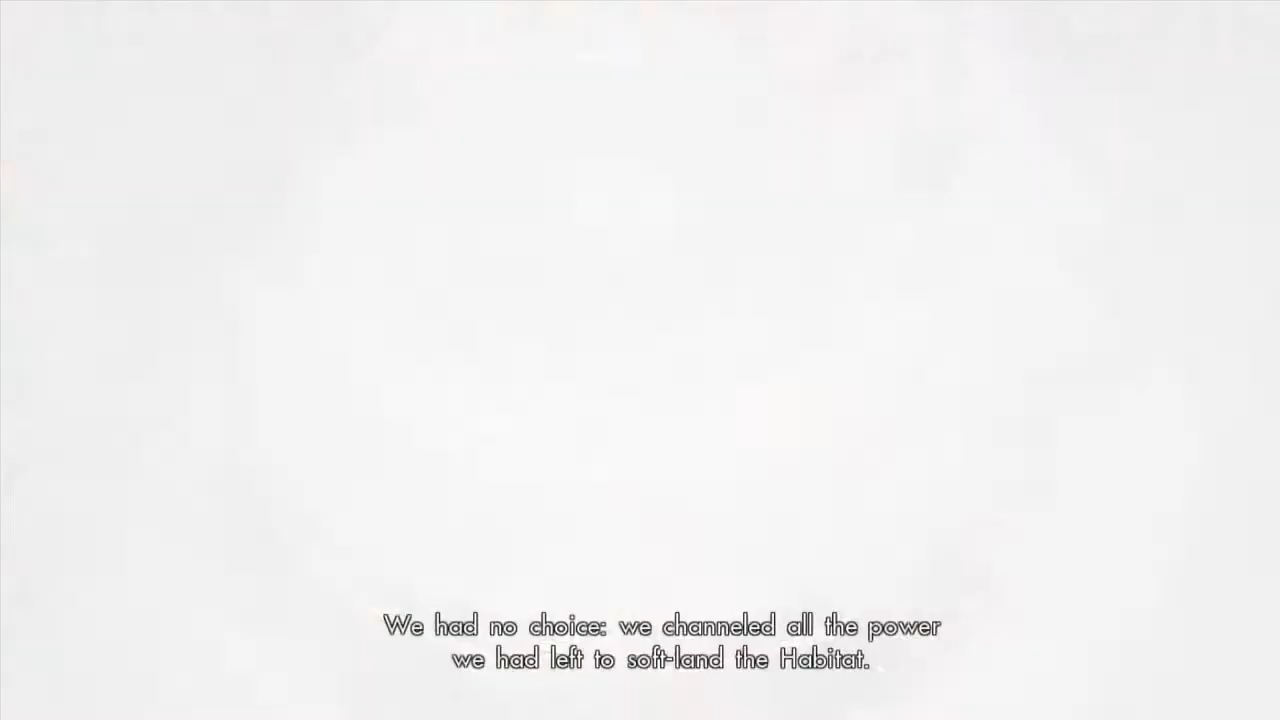 We had no choice: we channeled all the power
we had left to soft-land the Habitat.